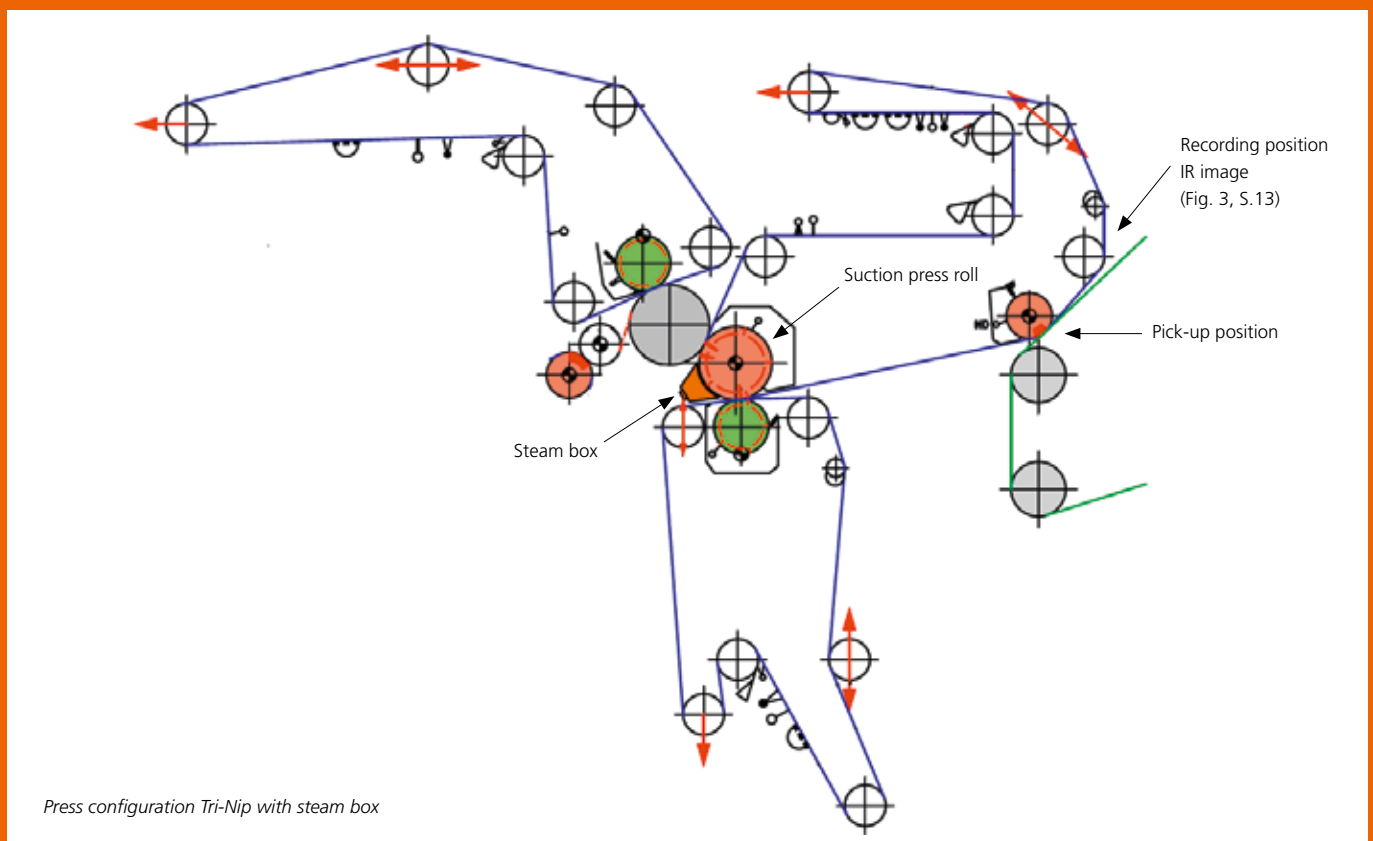 Recording position
IR image
(Fig. 3, S.13)
Suction press roll
HD
Pick-up position
Steam box
Press configuration Tri-Nip with steam box